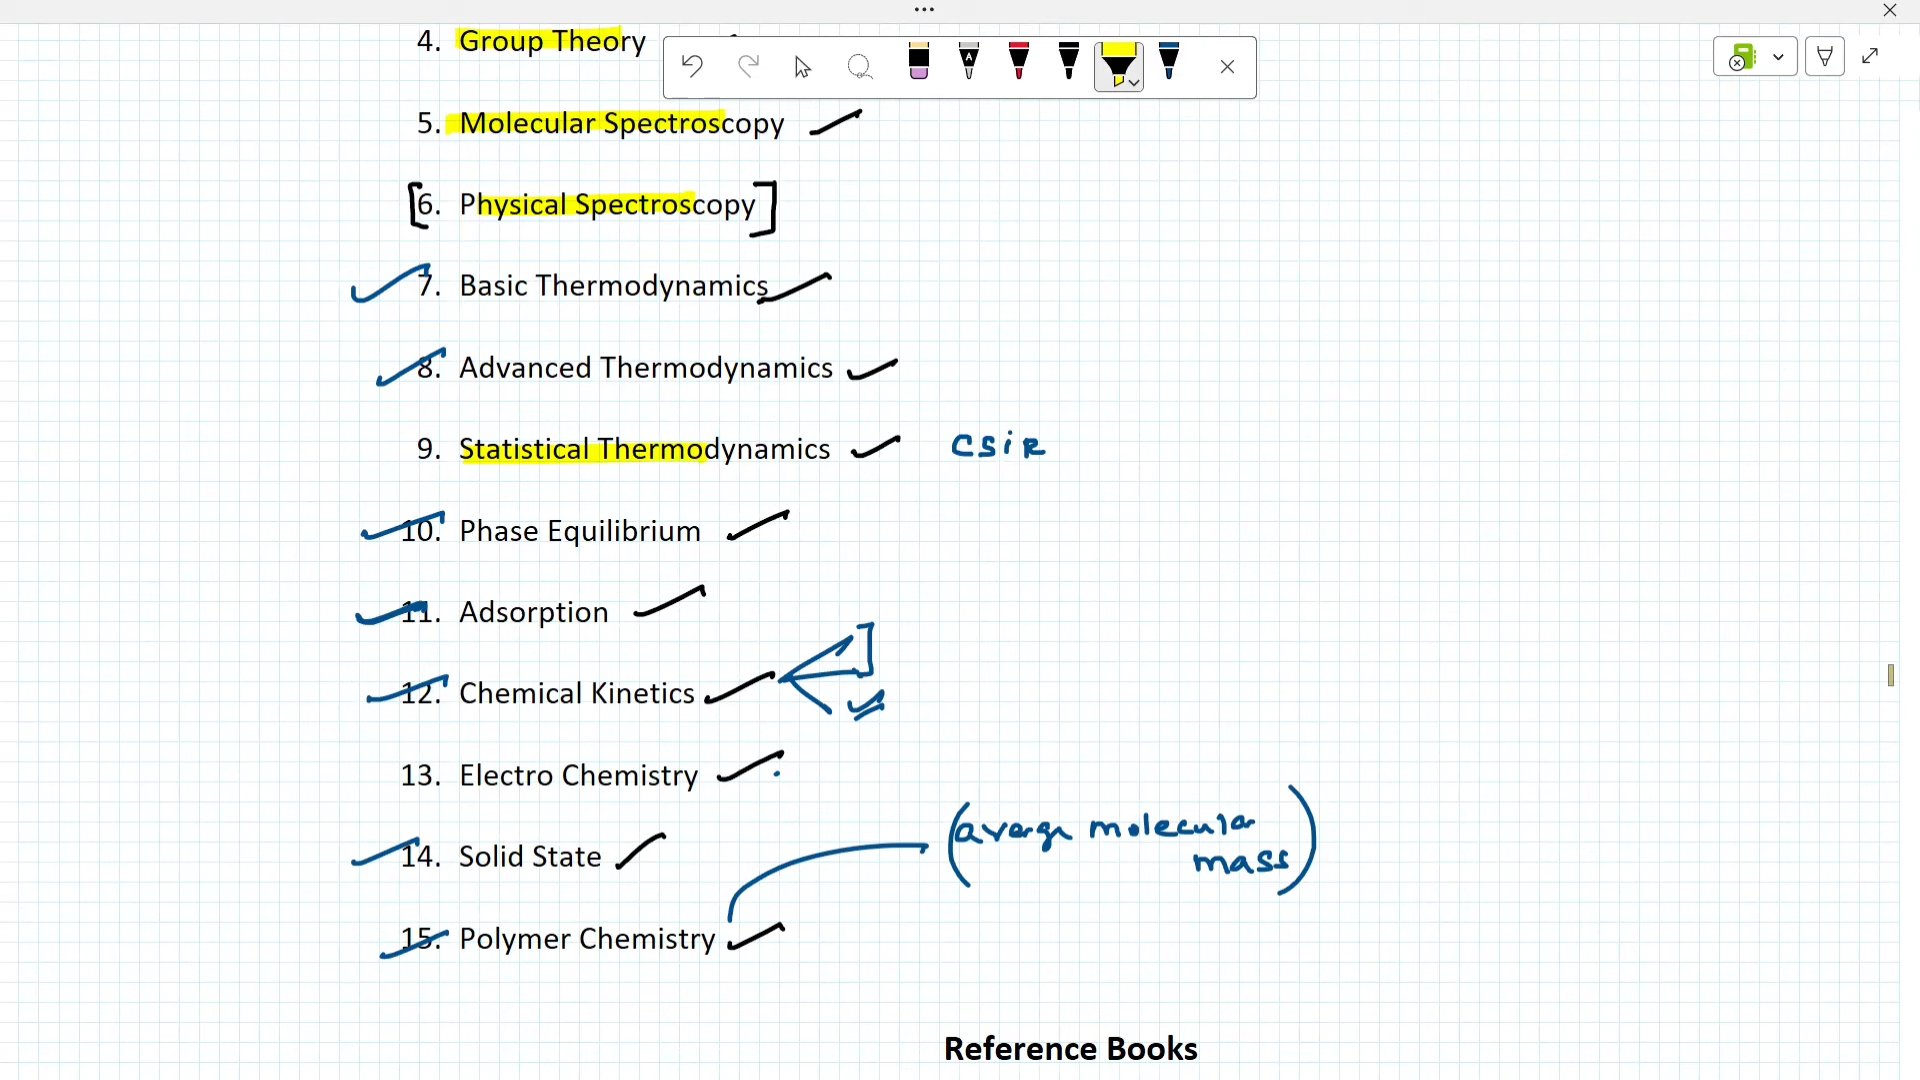 4. Group Theory
5. Molecular Spectroscopy
[6. Physical Spectroscopy]
7. Basic Thermodynamics
8. Advanced Thermodynamics
9. Statistical Thermodynamics CSiR
10. Phase Equilibrium
11. Adsorption
12. Chemical Kinetics
13. Electro Chemistry
14. Solid State
(averge molecular
mass)
15. Polymer Chemistry
Reference Books